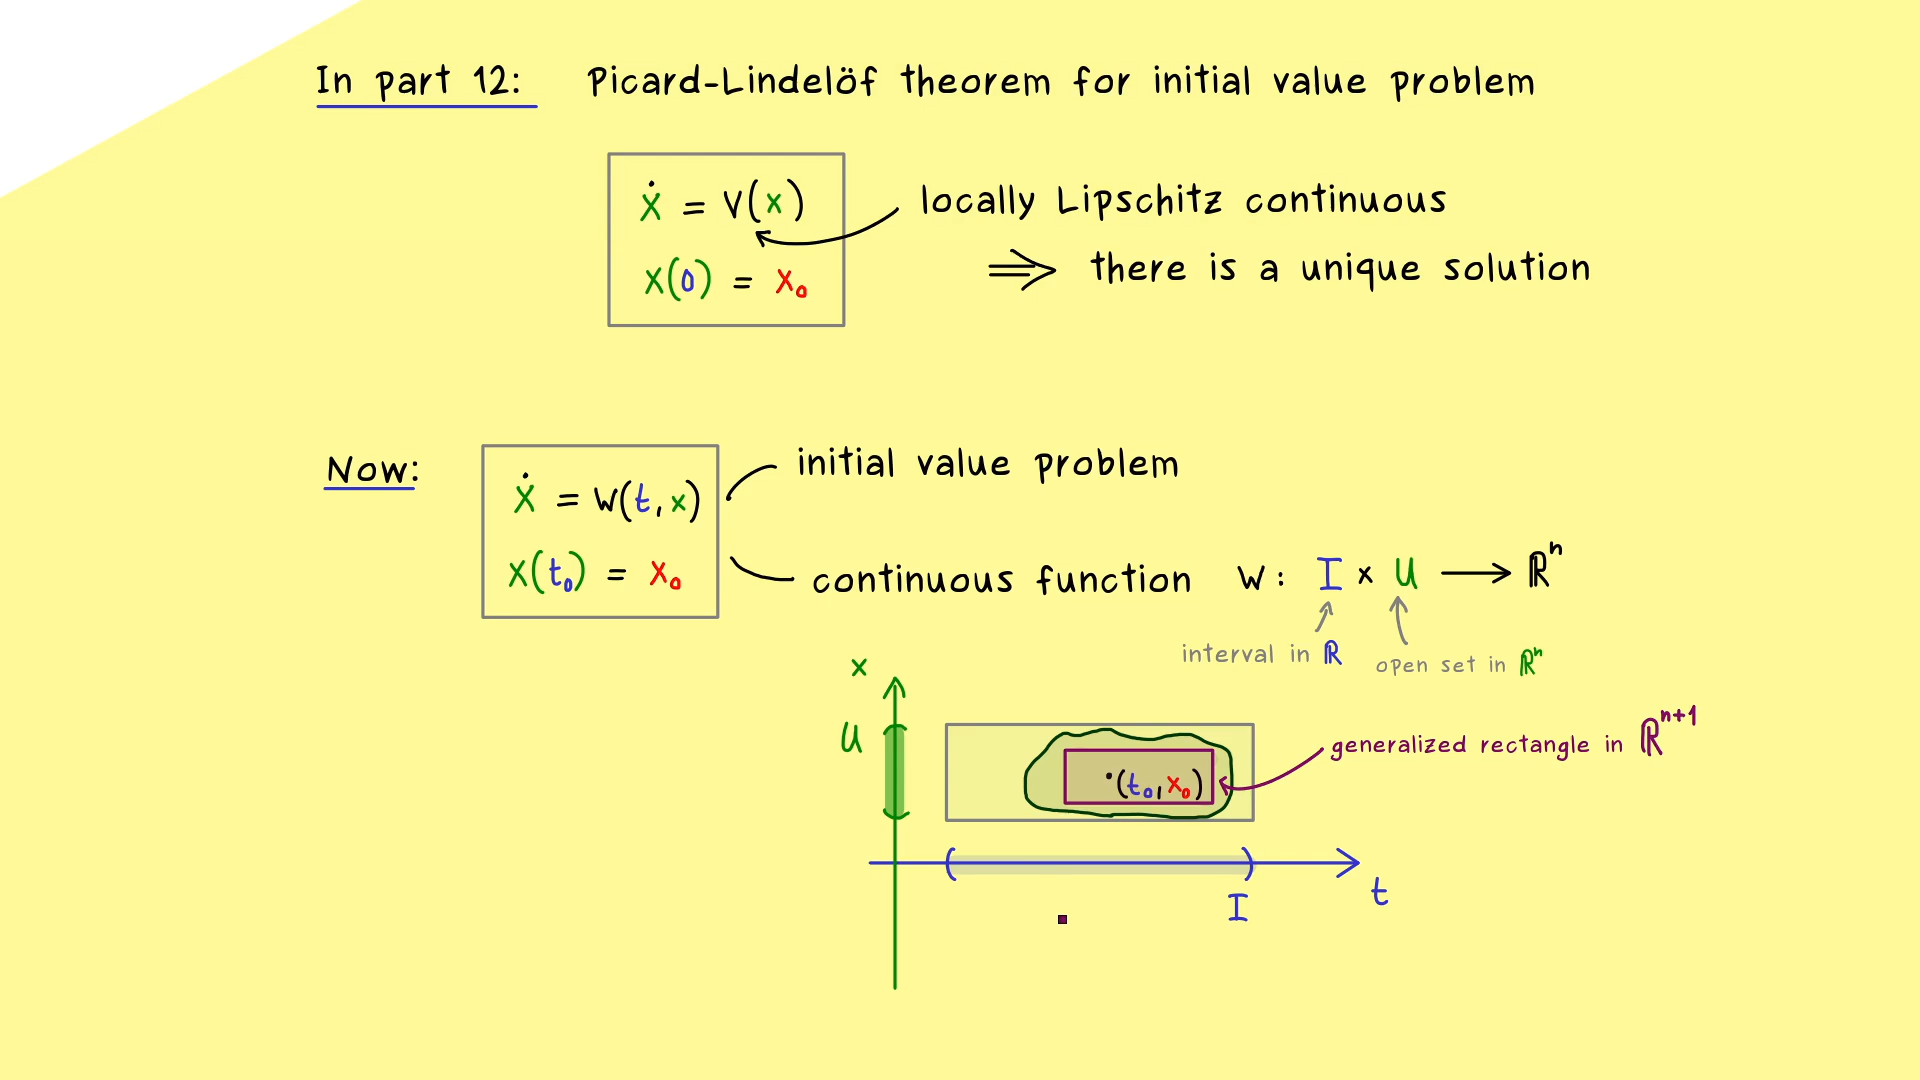 In part 12: Picard-Lindelöf theorem for initial value problem
ẋ = v(x)
x(0) = x₀
locally Lipschitz continuous
⟹ there is a unique solution
Now:
ẋ = w(t, x)
x(t₀) = x₀
initial value problem
continuous function w: I × U ⟶ ℝⁿ
interval in ℝ
open set in ℝⁿ
x
U
(t₀, x₀)
generalized rectangle in ℝⁿ⁺¹
I
t